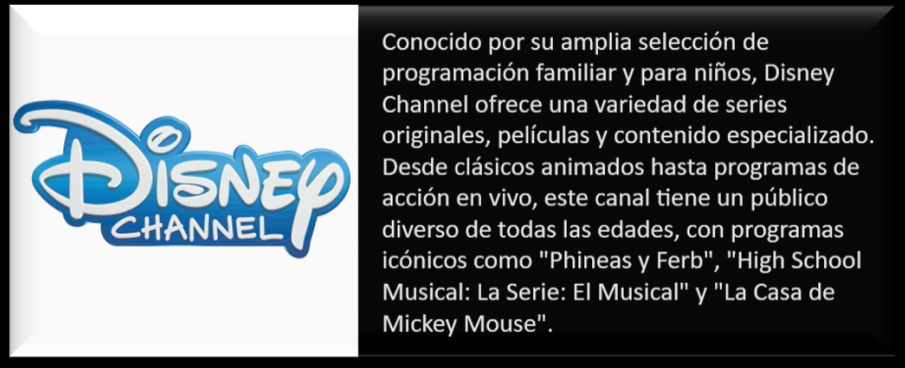 DISNEY
CHANNEL
Conocido por su amplia selección de
programación familiar y para niños, Disney
Channel ofrece una variedad de series
originales, películas y contenido especializado.
Desde clásicos animados hasta programas de
acción en vivo, este canal tiene un público
diverso de todas las edades, con programas
icónicos como "Phineas y Ferb", "High School
Musical: La Serie: El Musical" y "La Casa de
Mickey Mouse".